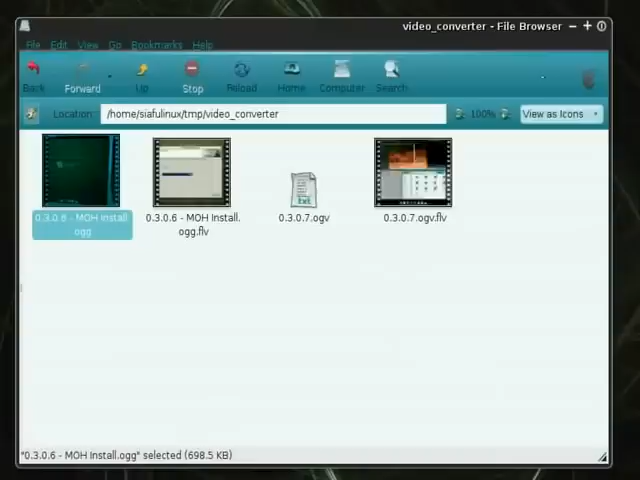 video_converter - File Browser
File Edit View Go Bookmarks Help
Back Forward Up Stop Reload Home Computer Search
Location: /home/siafulinux/tmp/video_converter 100% View as Icons
0.3.0.6 - MOH Install.
ogg
0.3.0.6 - MOH Install.
ogg.flv
0.3.0.7.ogv
0.3.0.7.ogv.flv
txt
"0.3.0.6 - MOH Install.ogg" selected (698.5 KB)